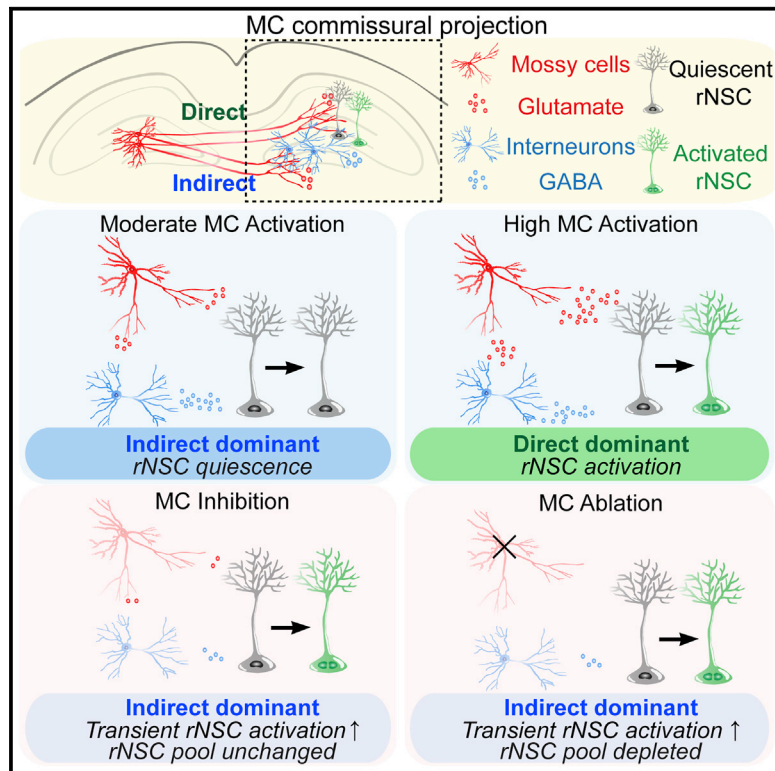 MC commissural projection
Direct
Indirect
Mossy cells
Glutamate
Interneurons
GABA
Quiescent
rNSC
Activated
rNSC
Moderate MC Activation
Indirect dominant
rNSC quiescence
High MC Activation
Direct dominant
rNSC activation
MC Inhibition
Indirect dominant
Transient rNSC activation ↑
rNSC pool unchanged
MC Ablation
Indirect dominant
Transient rNSC activation ↑
rNSC pool depleted